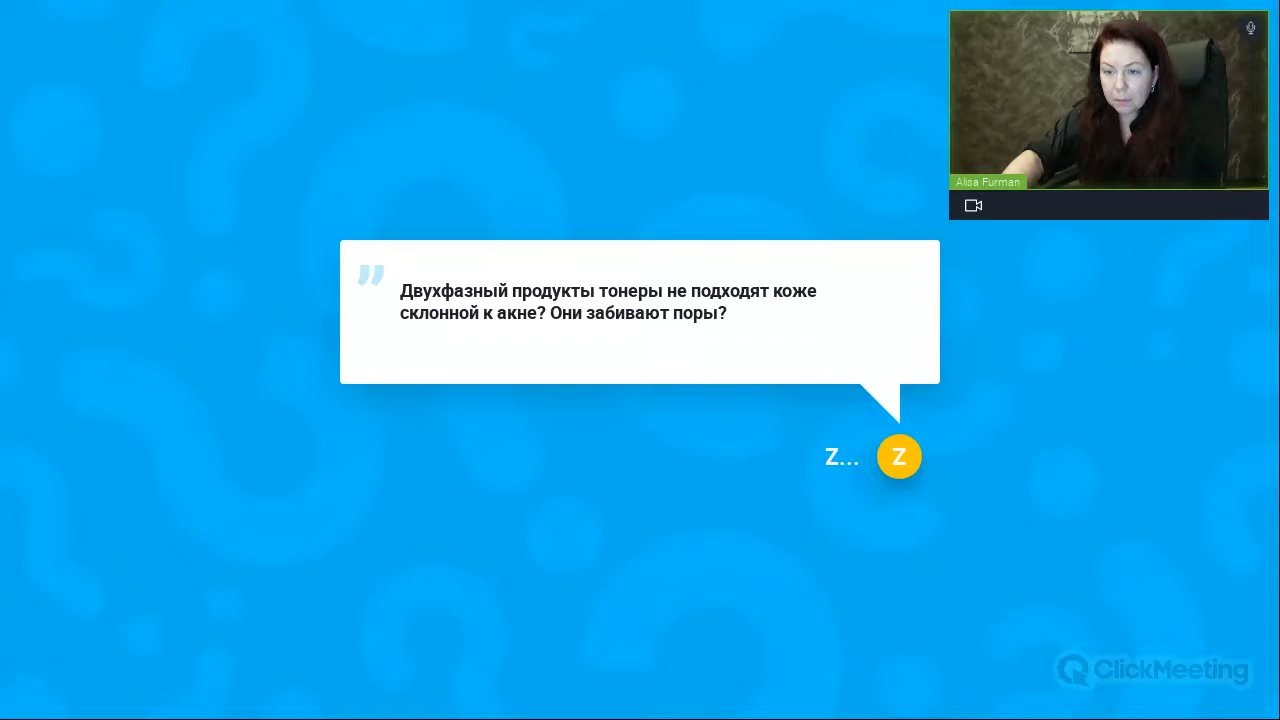 Alisa Furman
Двухфазный продукты тонеры не подходят коже
склонной к акне? Они забивают поры?
Z...
Z
ClickMeeting